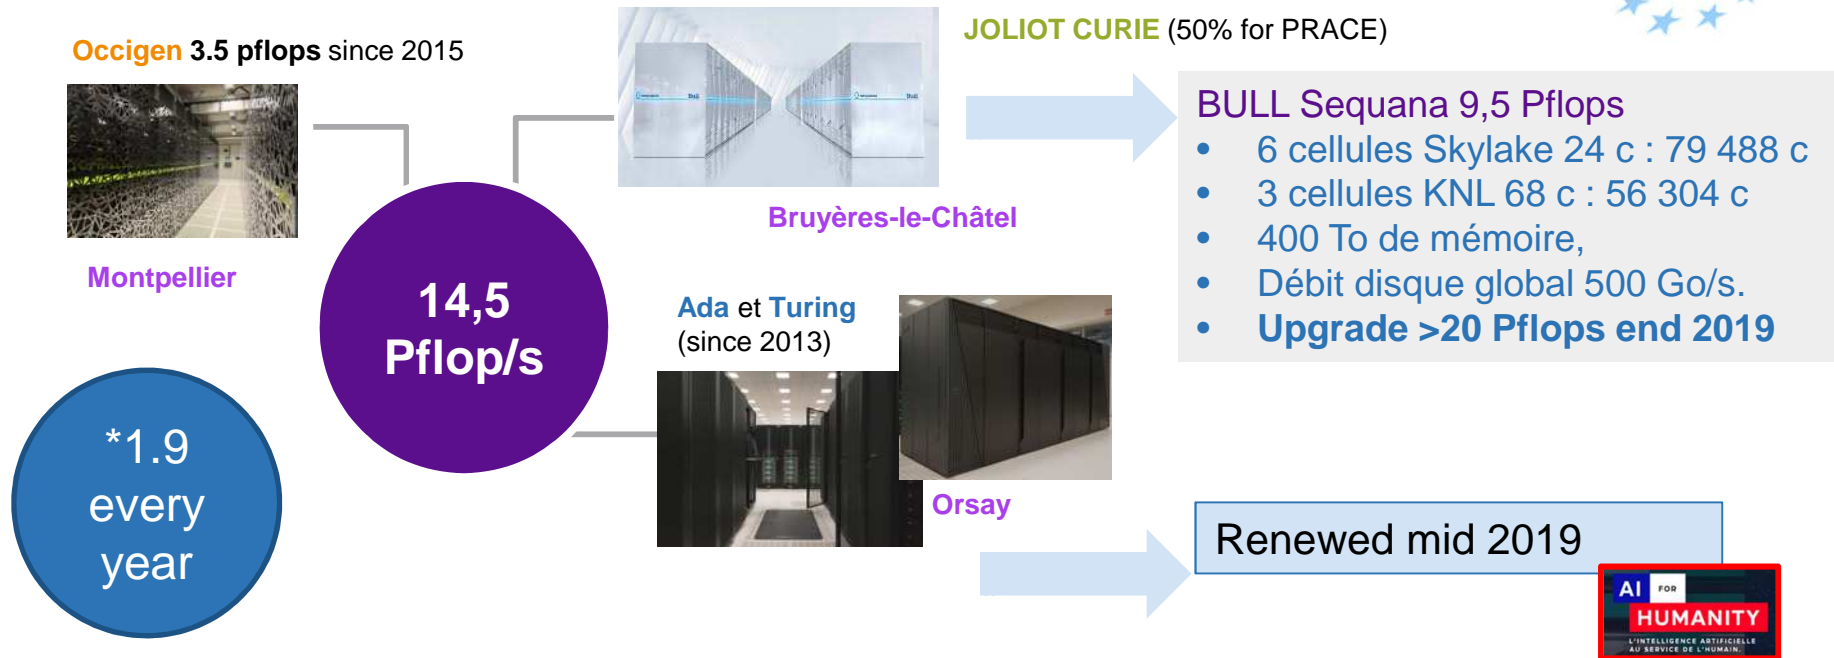 Occigen 3.5 pflops since 2015
Montpellier
JOLIOT CURIE (50% for PRACE)
Bull
Bull
Bruyères-le-Châtel
BULL Sequana 9,5 Pflops
• 6 cellules Skylake 24 c : 79 488 c
• 3 cellules KNL 68 c : 56 304 c
• 400 To de mémoire,
• Débit disque global 500 Go/s.
• Upgrade >20 Pflops end 2019
14,5
Pflop/s
Ada et Turing
(since 2013)
Orsay
*1.9
every
year
Renewed mid 2019
AI FOR
HUMANITY
L'INTELLIGENCE ARTIFICIELLE
AU SERVICE DE L'HUMAIN.